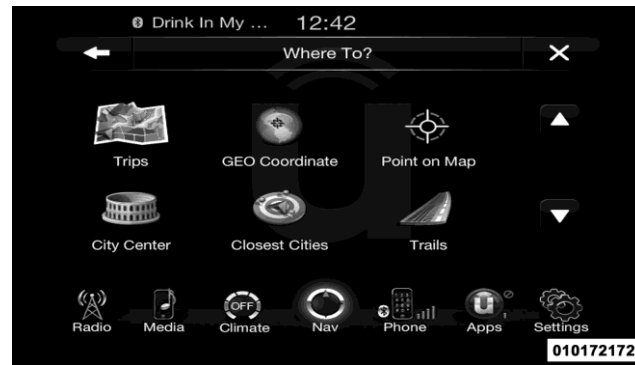 Drink In My ... 12:42
Where To?
Trips GEO Coordinate Point on Map
City Center Closest Cities Trails
OFF
Radio Media Climate Nav Phone Apps Settings
010172172